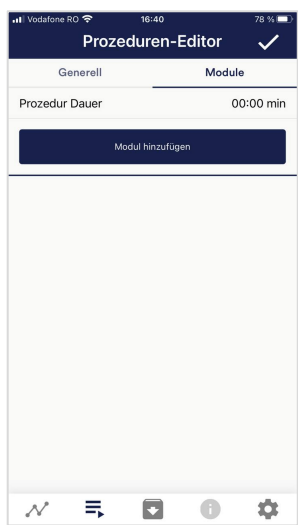 Vodafone RO 16:40 78 %
Prozeduren-Editor
Generell Module
Prozedur Dauer 00:00 min
Modul hinzufügen